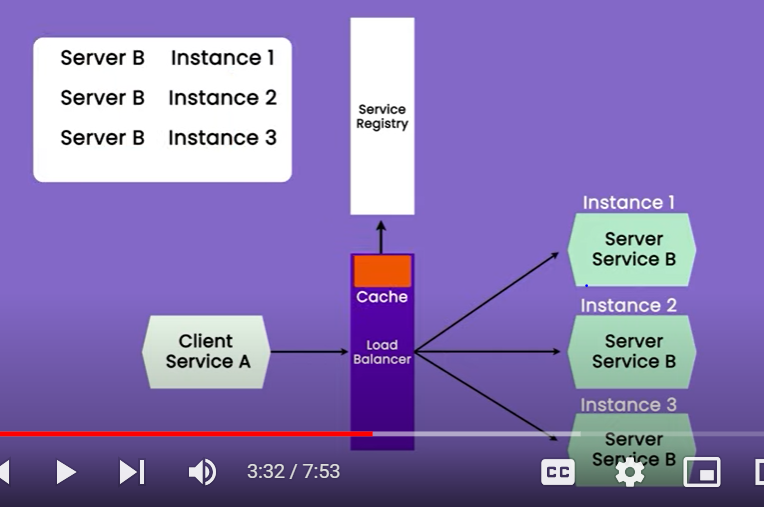 Server B Instance 1
Server B Instance 2
Server B Instance 3
Service
Registry
Cache
Load
Balancer
Client
Service A
Instance 1
Server
Service B
Instance 2
Server
Service B
Instance 3
Server
Service B
3:32 / 7:53
CC